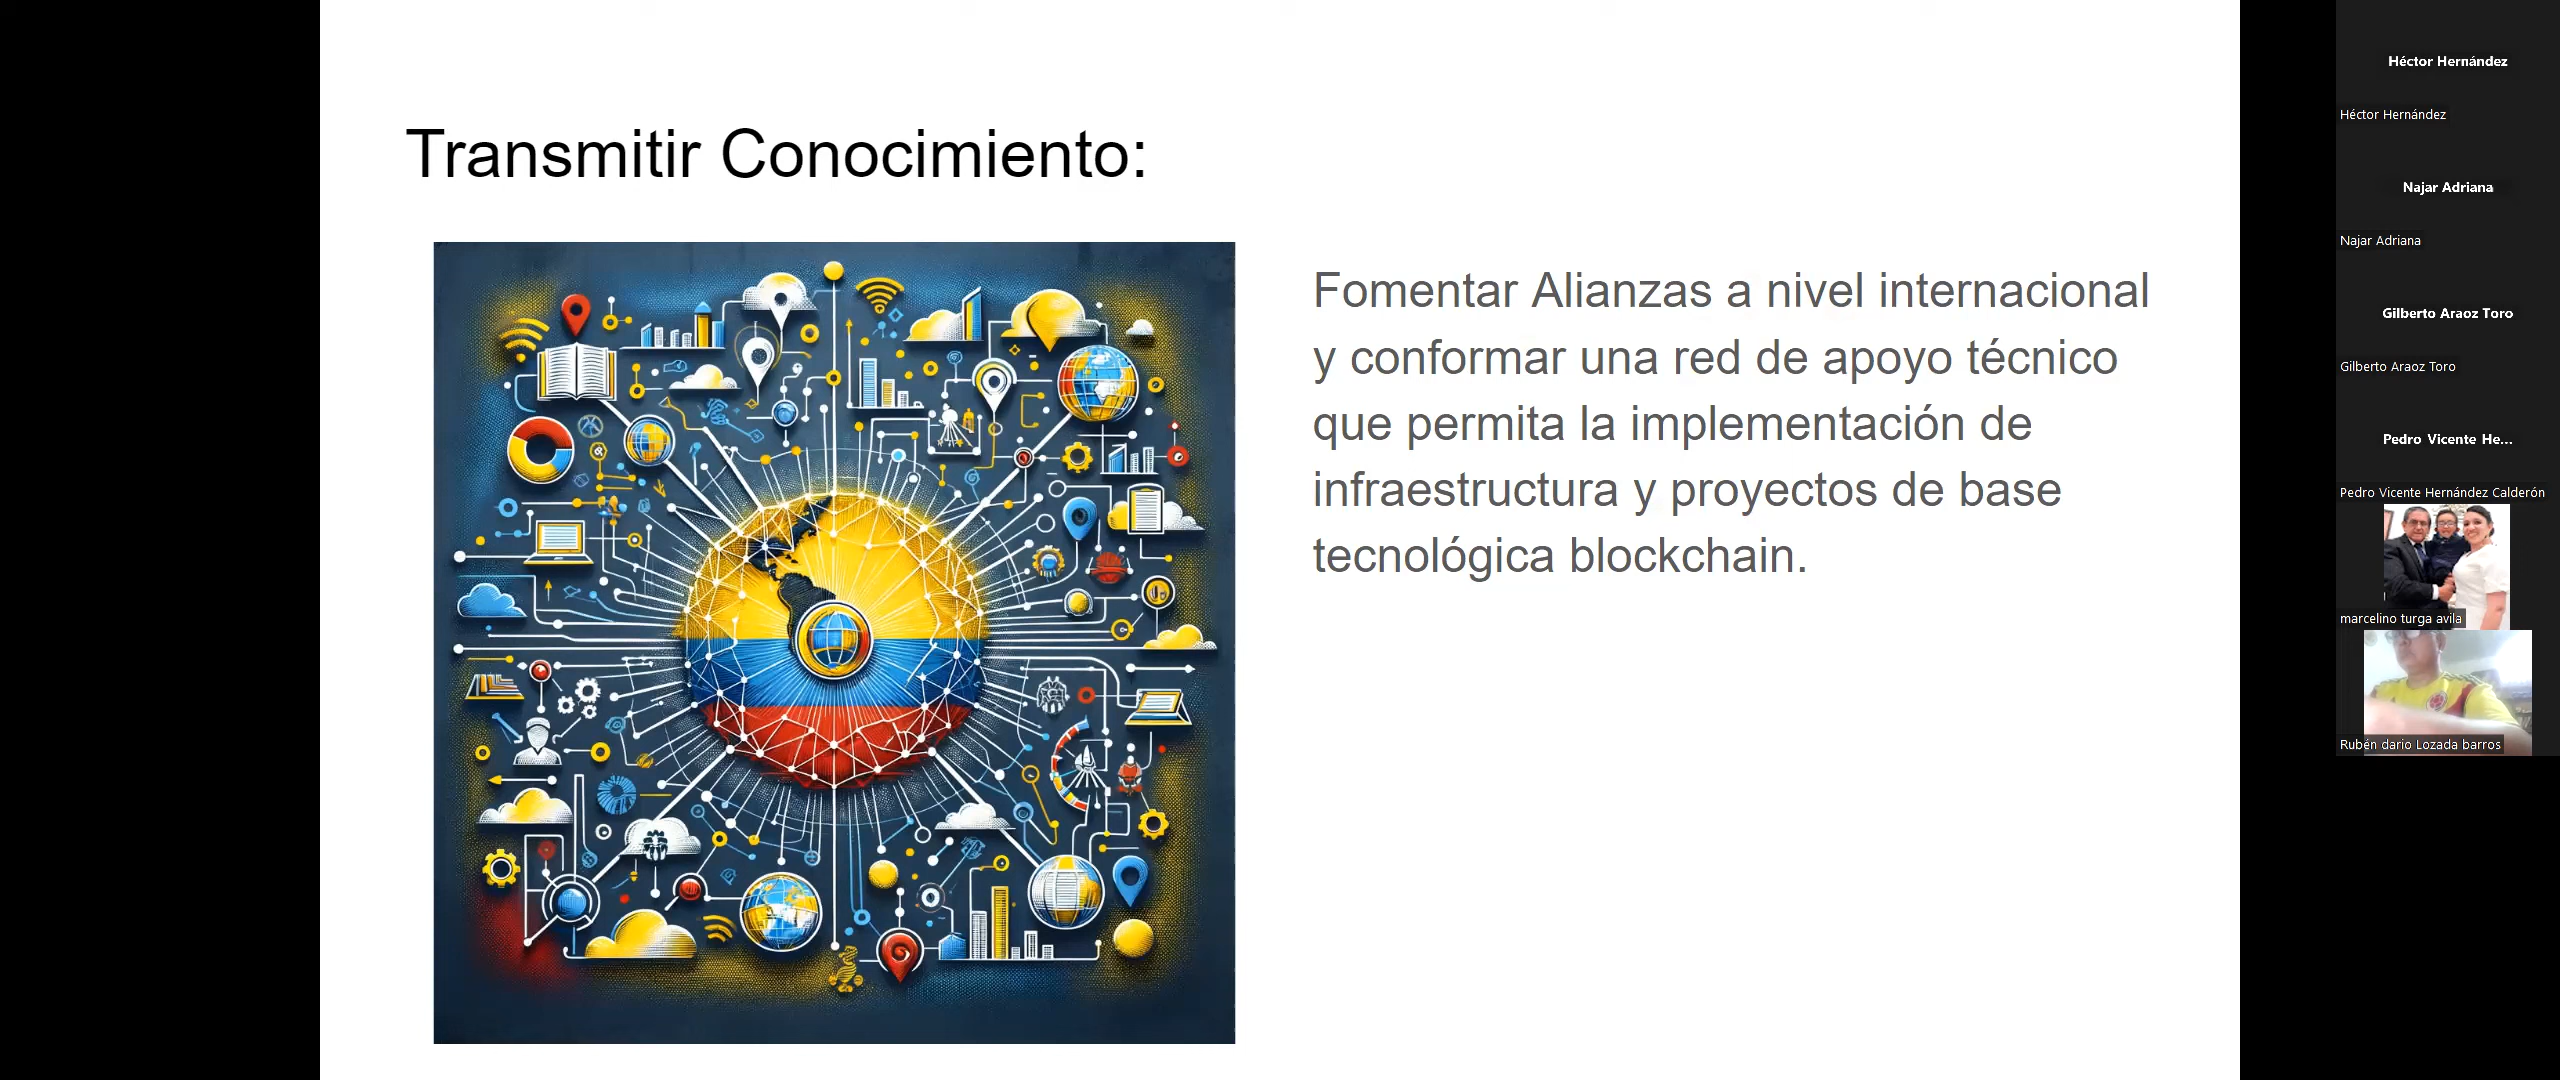 Transmitir Conocimiento:
Fomentar Alianzas a nivel internacional
y conformar una red de apoyo técnico
que permita la implementación de
infraestructura y proyectos de base
tecnológica blockchain.
Héctor Hernández
Héctor Hernández
Najar Adriana
Najar Adriana
Gilberto Araoz Toro
Gilberto Araoz Toro
Pedro Vicente He...
Pedro Vicente Hernández Calderón
marcelino turga avila
Rubén dario Lozada barros